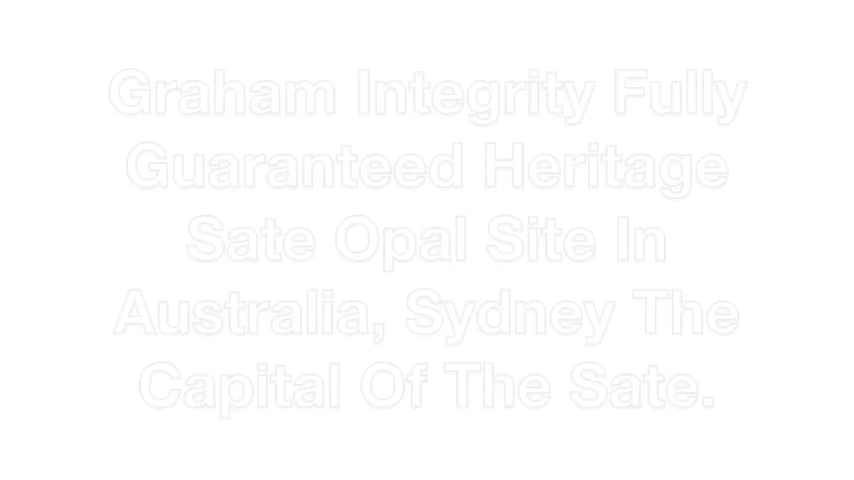 Graham Integrity Fully
Guaranteed Heritage
Sate Opal Site In
Australia, Sydney The
Capital Of The Sate.